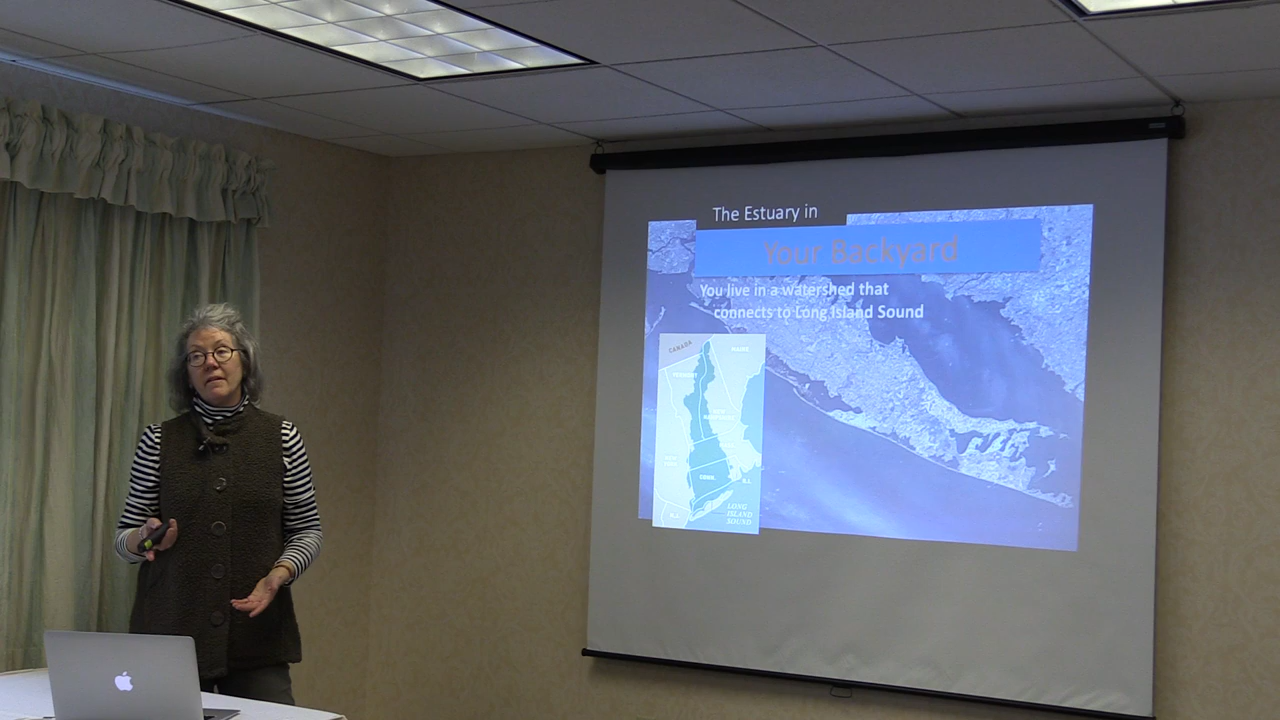 The Estuary in
Your Backyard
You live in a watershed that
connects to Long Island Sound
CANADA
MAINE
VERMONT
NEW
HAMPSHIRE
CONN.
R.I.
N.J.
LONG
ISLAND
SOUND